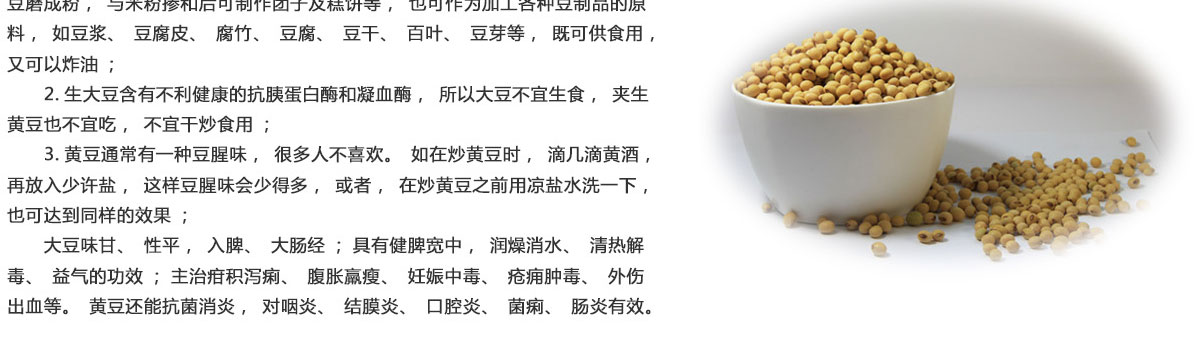 豆磨成粉， 与米粉掺和后可制作团子及糕饼等， 也可作为加工各种豆制品的原
料， 如豆浆、 豆腐皮、 腐竹、 豆腐、 豆干、 百叶、 豆芽等， 既可供食用，
又可以炸油 ；
2. 生大豆含有不利健康的抗胰蛋白酶和凝血酶， 所以大豆不宜生食， 夹生
黄豆也不宜吃， 不宜干炒食用 ；
3. 黄豆通常有一种豆腥味， 很多人不喜欢。 如在炒黄豆时， 滴几滴黄酒，
再放入少许盐， 这样豆腥味会少得多， 或者， 在炒黄豆之前用凉盐水洗一下，
也可达到同样的效果 ；
大豆味甘、 性平， 入脾、 大肠经 ；具有健脾宽中， 润燥消水、 清热解
毒、 益气的功效 ；主治疳积泻痢、 腹胀羸瘦、 妊娠中毒、 疮痈肿毒、 外伤
出血等。 黄豆还能抗菌消炎， 对咽炎、 结膜炎、 口腔炎、 菌痢、 肠炎有效。